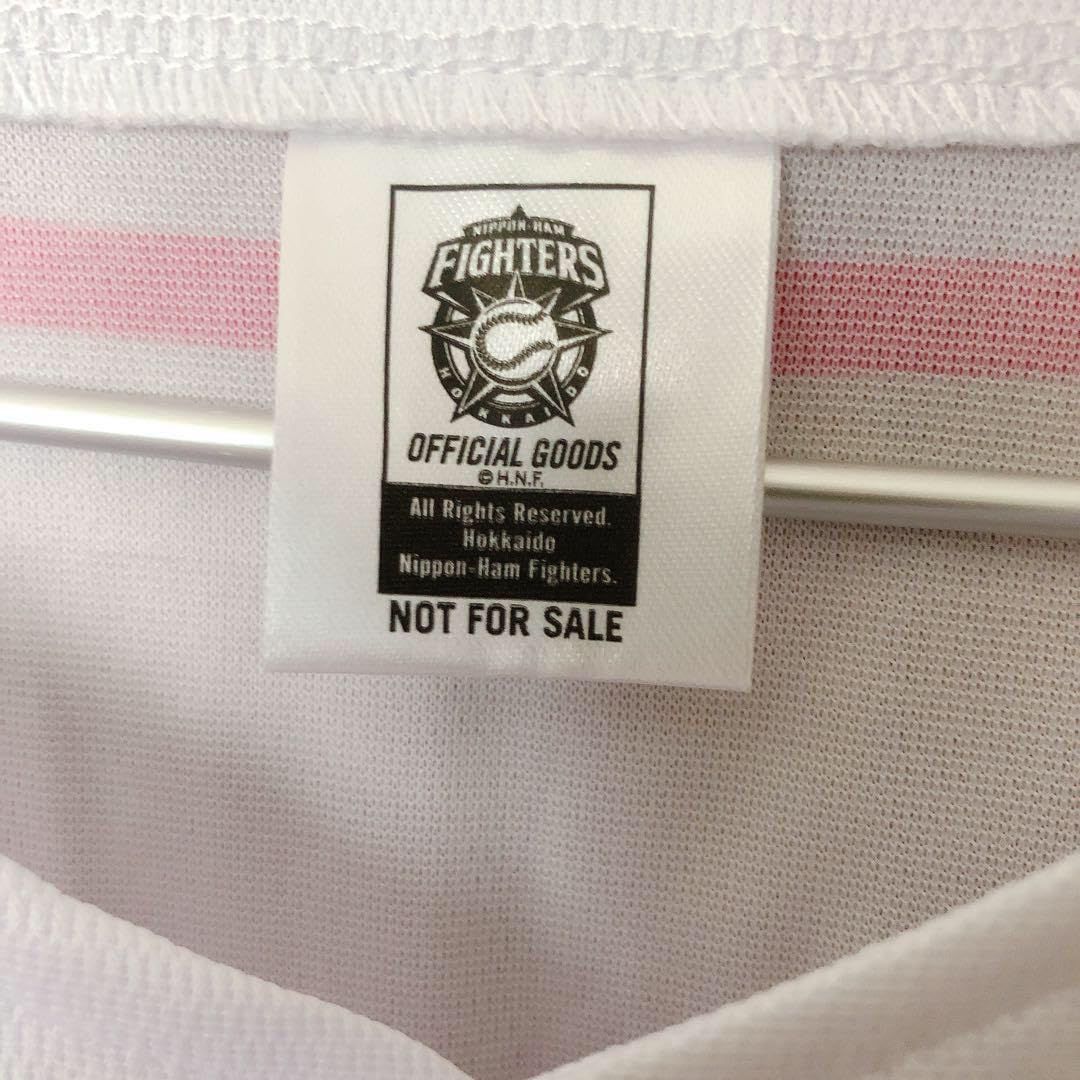 NIPPON-HAM
FIGHTERS
HOKKAIDO
OFFICIAL GOODS
©H.N.F.
All Rights Reserved.
Hokkaido
Nippon-Ham Fighters.
NOT FOR SALE